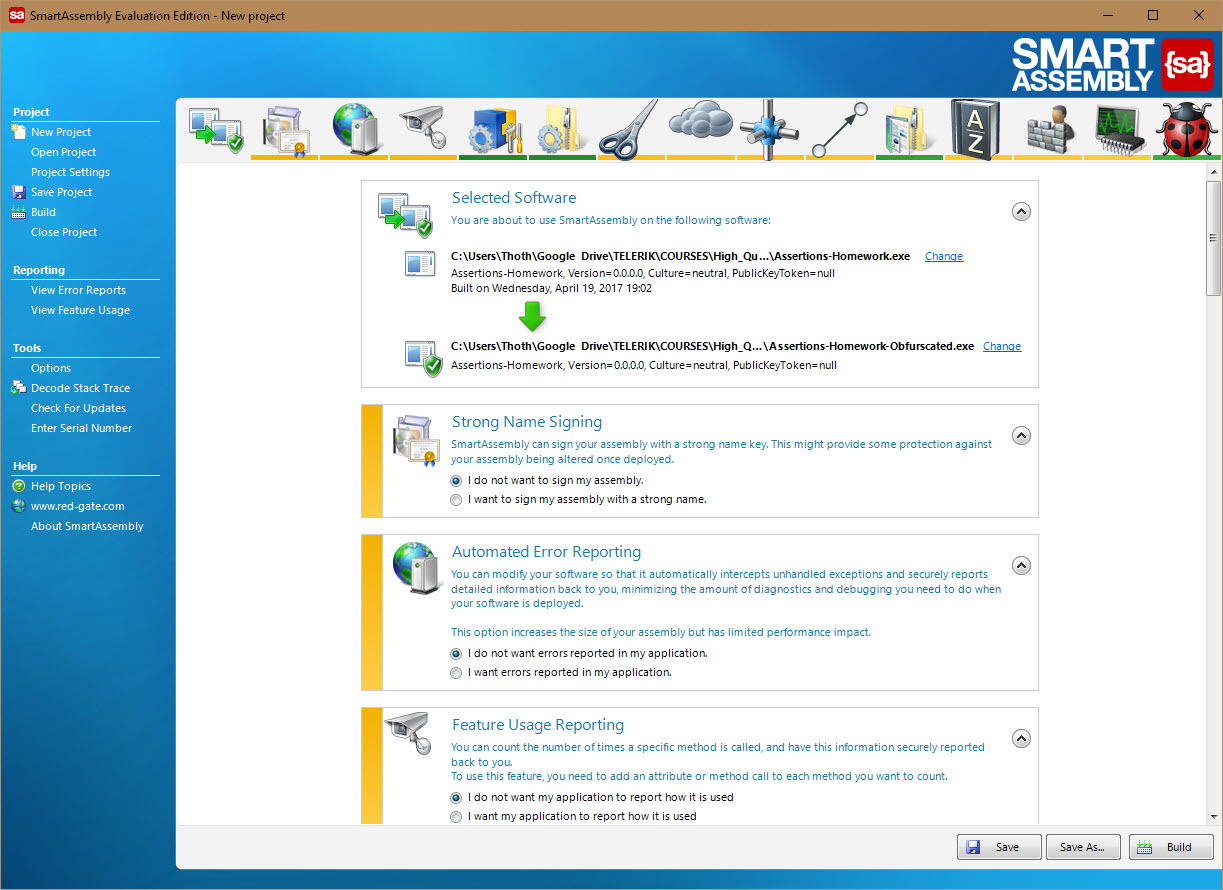 SmartAssembly Evaluation Edition - New project
SMART
ASSEMBLY
{sa}
Project
New Project
Open Project
Project Settings
Save Project
Build
Close Project
Reporting
View Error Reports
View Feature Usage
Tools
Options
Decode Stack Trace
Check For Updates
Enter Serial Number
Help
Help Topics
www.red-gate.com
About SmartAssembly
A
Z
Selected Software
You are about to use SmartAssembly on the following software:
C:\Users\Thoth\Google Drive\TELERIK\COURSES\High_Qu...\Assertions-Homework.exe Change
Assertions-Homework, Version=0.0.0.0, Culture=neutral, PublicKeyToken=null
Built on Wednesday, April 19, 2017 19:02
C:\Users\Thoth\Google Drive\TELERIK\COURSES\High_Q...\Assertions-Homework-Obfurscated.exe Change
Assertions-Homework, Version=0.0.0.0, Culture=neutral, PublicKeyToken=null
Strong Name Signing
SmartAssembly can sign your assembly with a strong name key. This might provide some protection against
your assembly being altered once deployed.
I do not want to sign my assembly.
I want to sign my assembly with a strong name.
Automated Error Reporting
You can modify your software so that it automatically intercepts unhandled exceptions and securely reports
detailed information back to you, minimizing the amount of diagnostics and debugging you need to do when
your software is deployed.
This option increases the size of your assembly but has limited performance impact.
I do not want errors reported in my application.
I want errors reported in my application.
Feature Usage Reporting
You can count the number of times a specific method is called, and have this information securely reported
back to you.
To use this feature, you need to add an attribute or method call to each method you want to count.
I do not want my application to report how it is used
I want my application to report how it is used
Save
Save As...
Build